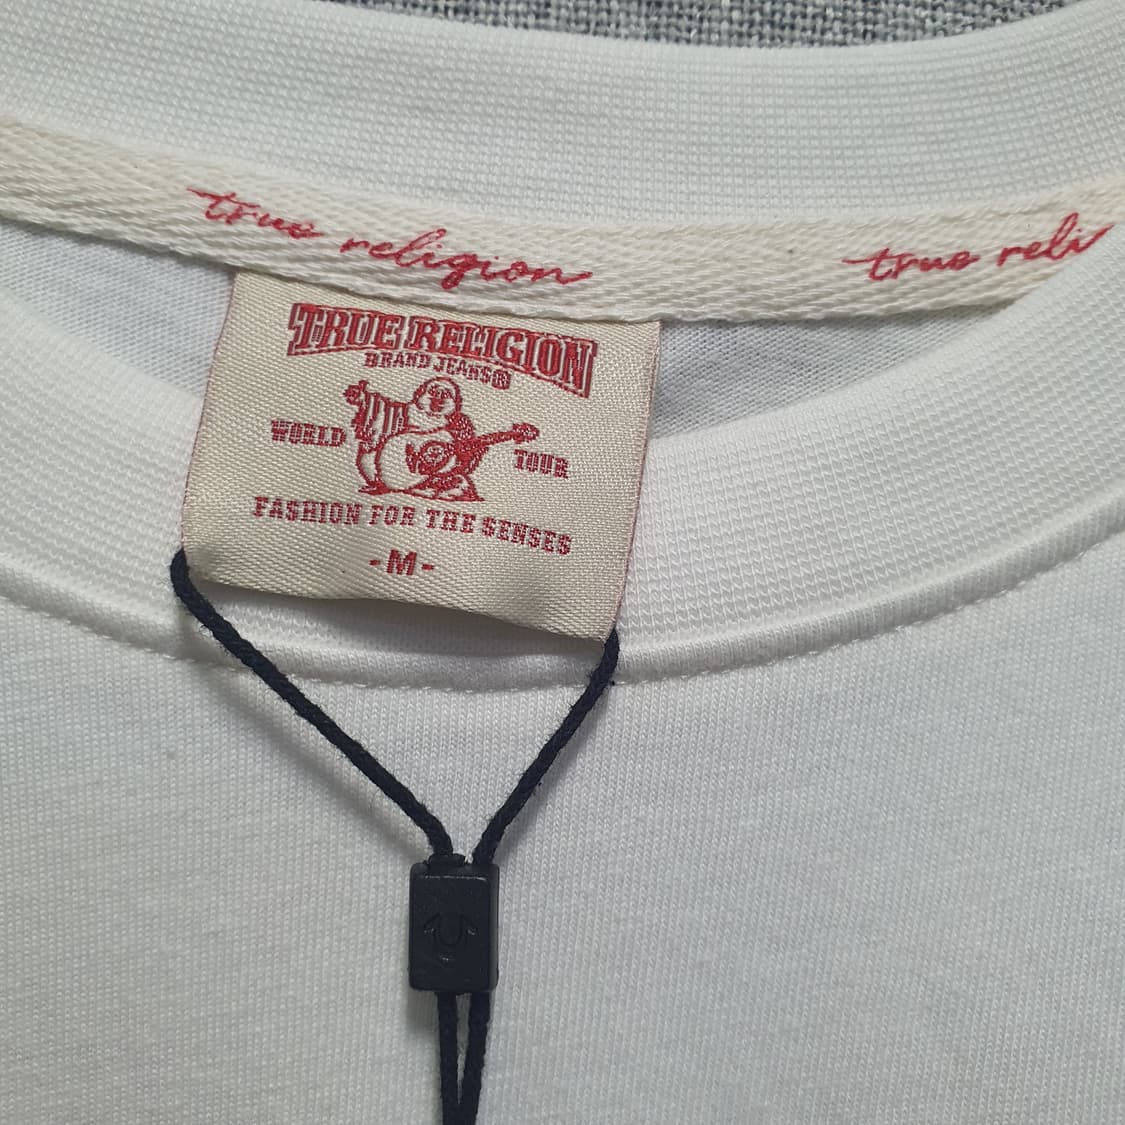 true religion
true reli
TRUE RELIGION
BRAND JEANS®
WORLD TOUR
FASHION FOR THE SENSES
-M-